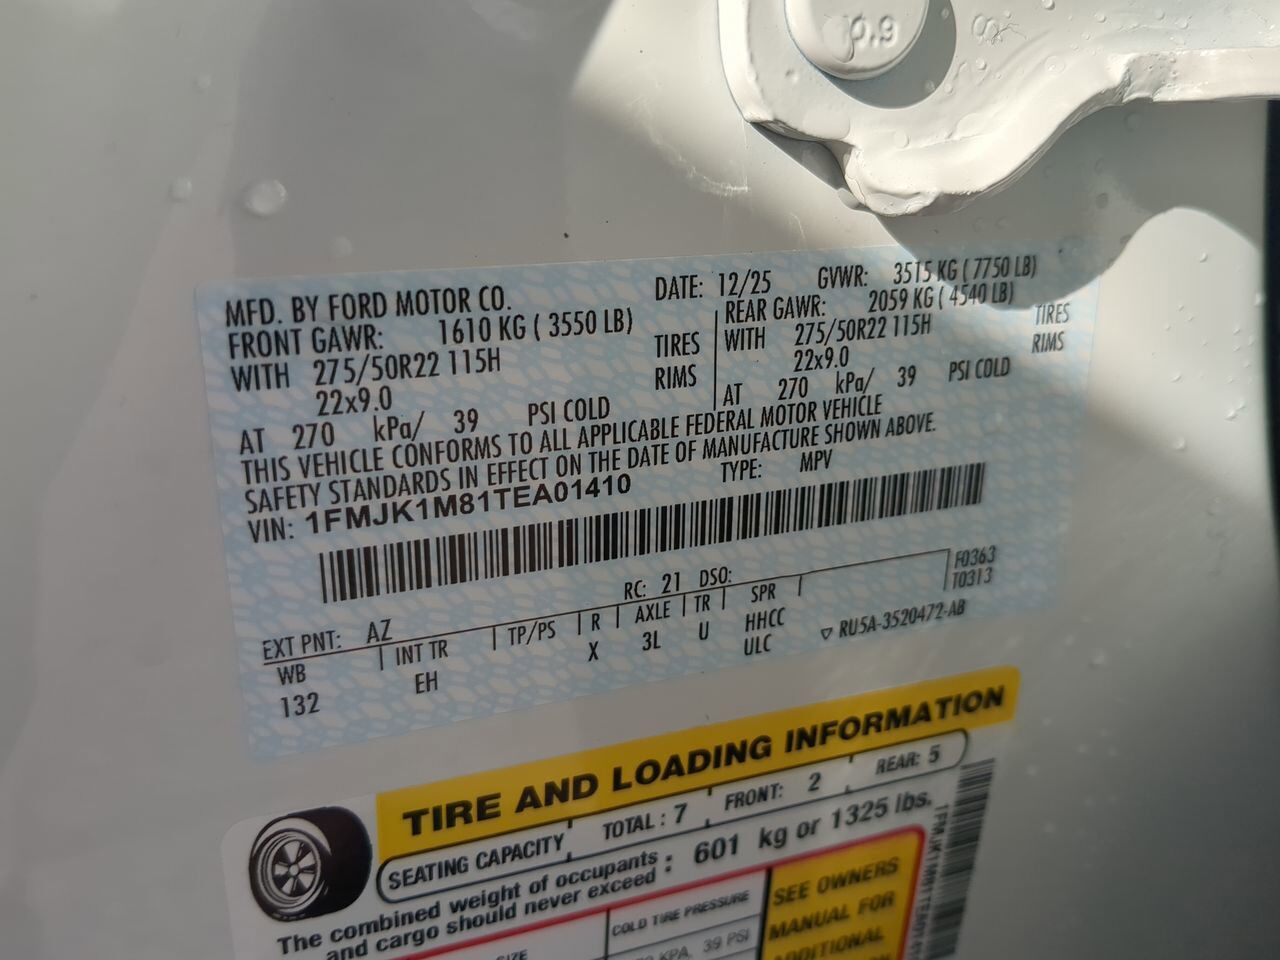 MFD. BY FORD MOTOR CO. DATE: 12/25 GVWR: 3515 KG ( 7750 LB)
FRONT GAWR: 1610 KG ( 3550 LB) REAR GAWR: 2059 KG ( 4540 LB)
WITH 275/50R22 115H TIRES WITH 275/50R22 115H TIRES
22x9.0 RIMS 22x9.0 RIMS
AT 270 kPa/ 39 PSI COLD AT 270 kPa/ 39 PSI COLD
THIS VEHICLE CONFORMS TO ALL APPLICABLE FEDERAL MOTOR VEHICLE
SAFETY STANDARDS IN EFFECT ON THE DATE OF MANUFACTURE SHOWN ABOVE.
VIN: 1FMJK1M81TEA01410 TYPE: MPV
F0363
EXT PNT: AZ RC: 21 DSO: T0313
WB INT TR TP/PS R AXLE TR SPR
132 EH X 3L U HHCC
ULC
▽ RU5A-3520472-AB
TIRE AND LOADING INFORMATION
SEATING CAPACITY TOTAL : 7 FRONT: 2 REAR: 5
The combined weight of occupants : 601 kg or 1325 lbs.
and cargo should never exceed :
COLD TIRE PRESSURE
KPA, 39 PSI
SEE OWNERS
MANUAL FOR